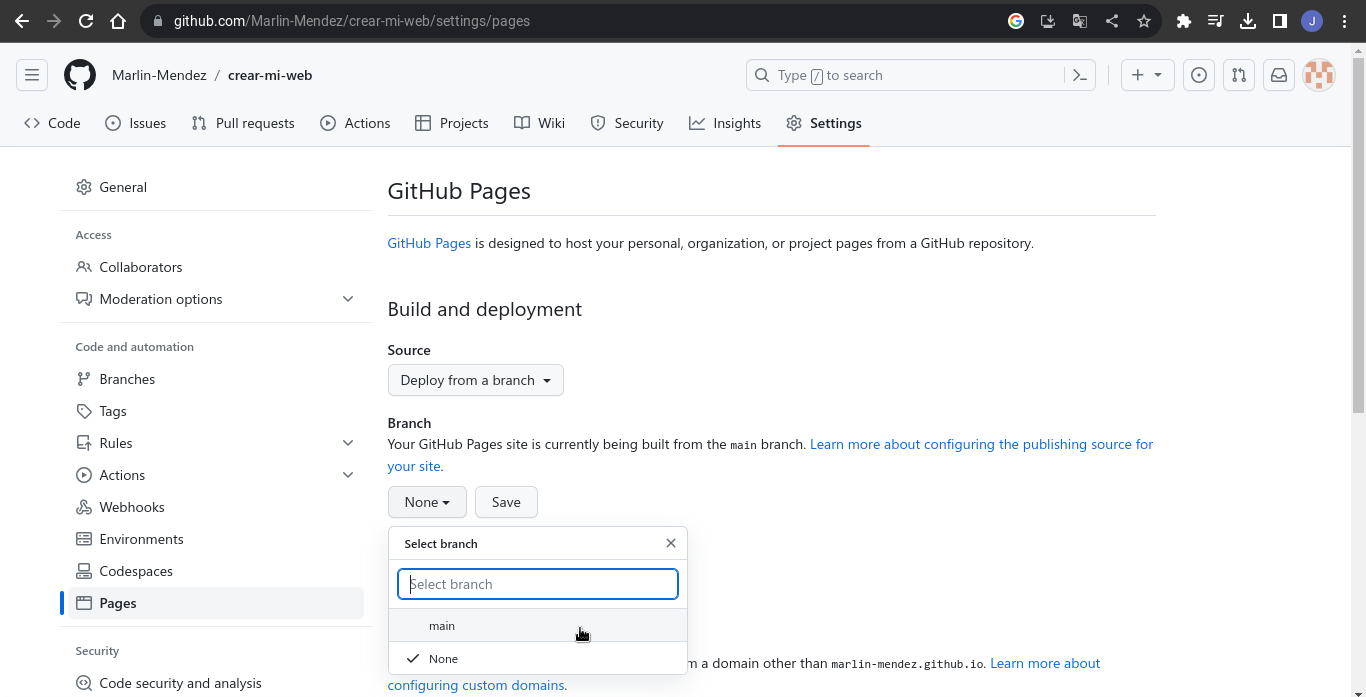 github.com/Marlin-Mendez/crear-mi-web/settings/pages
J
Marlin-Mendez / crear-mi-web
Type / to search
Code Issues Pull requests Actions Projects Wiki Security Insights Settings
General
Access
Collaborators
Moderation options
Code and automation
Branches
Tags
Rules
Actions
Webhooks
Environments
Codespaces
Pages
Security
Code security and analysis
GitHub Pages
GitHub Pages is designed to host your personal, organization, or project pages from a GitHub repository.
Build and deployment
Source
Deploy from a branch
Branch
Your GitHub Pages site is currently being built from the main branch. Learn more about configuring the publishing source for
your site.
None Save
Select branch
Select branch
main
None
m a domain other than marlin-mendez.github.io. Learn more about
configuring custom domains.